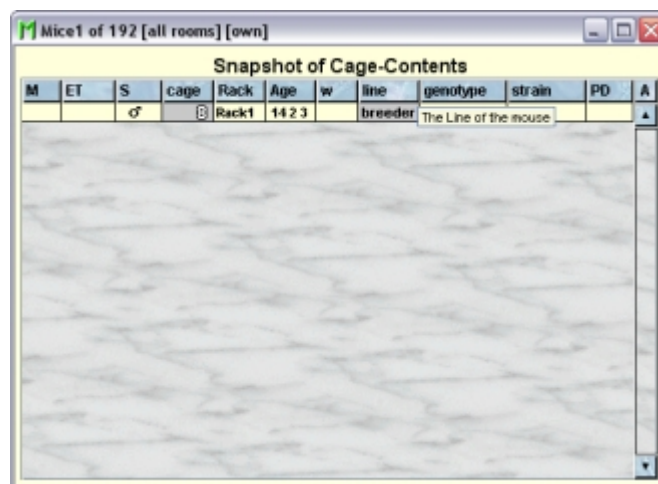 Mice1 of 192 [all rooms] [own]
Snapshot of Cage-Contents
M ET S cage Rack Age w line genotype strain PD A
♂ Rack1 14 2 3 breeder The Line of the mouse